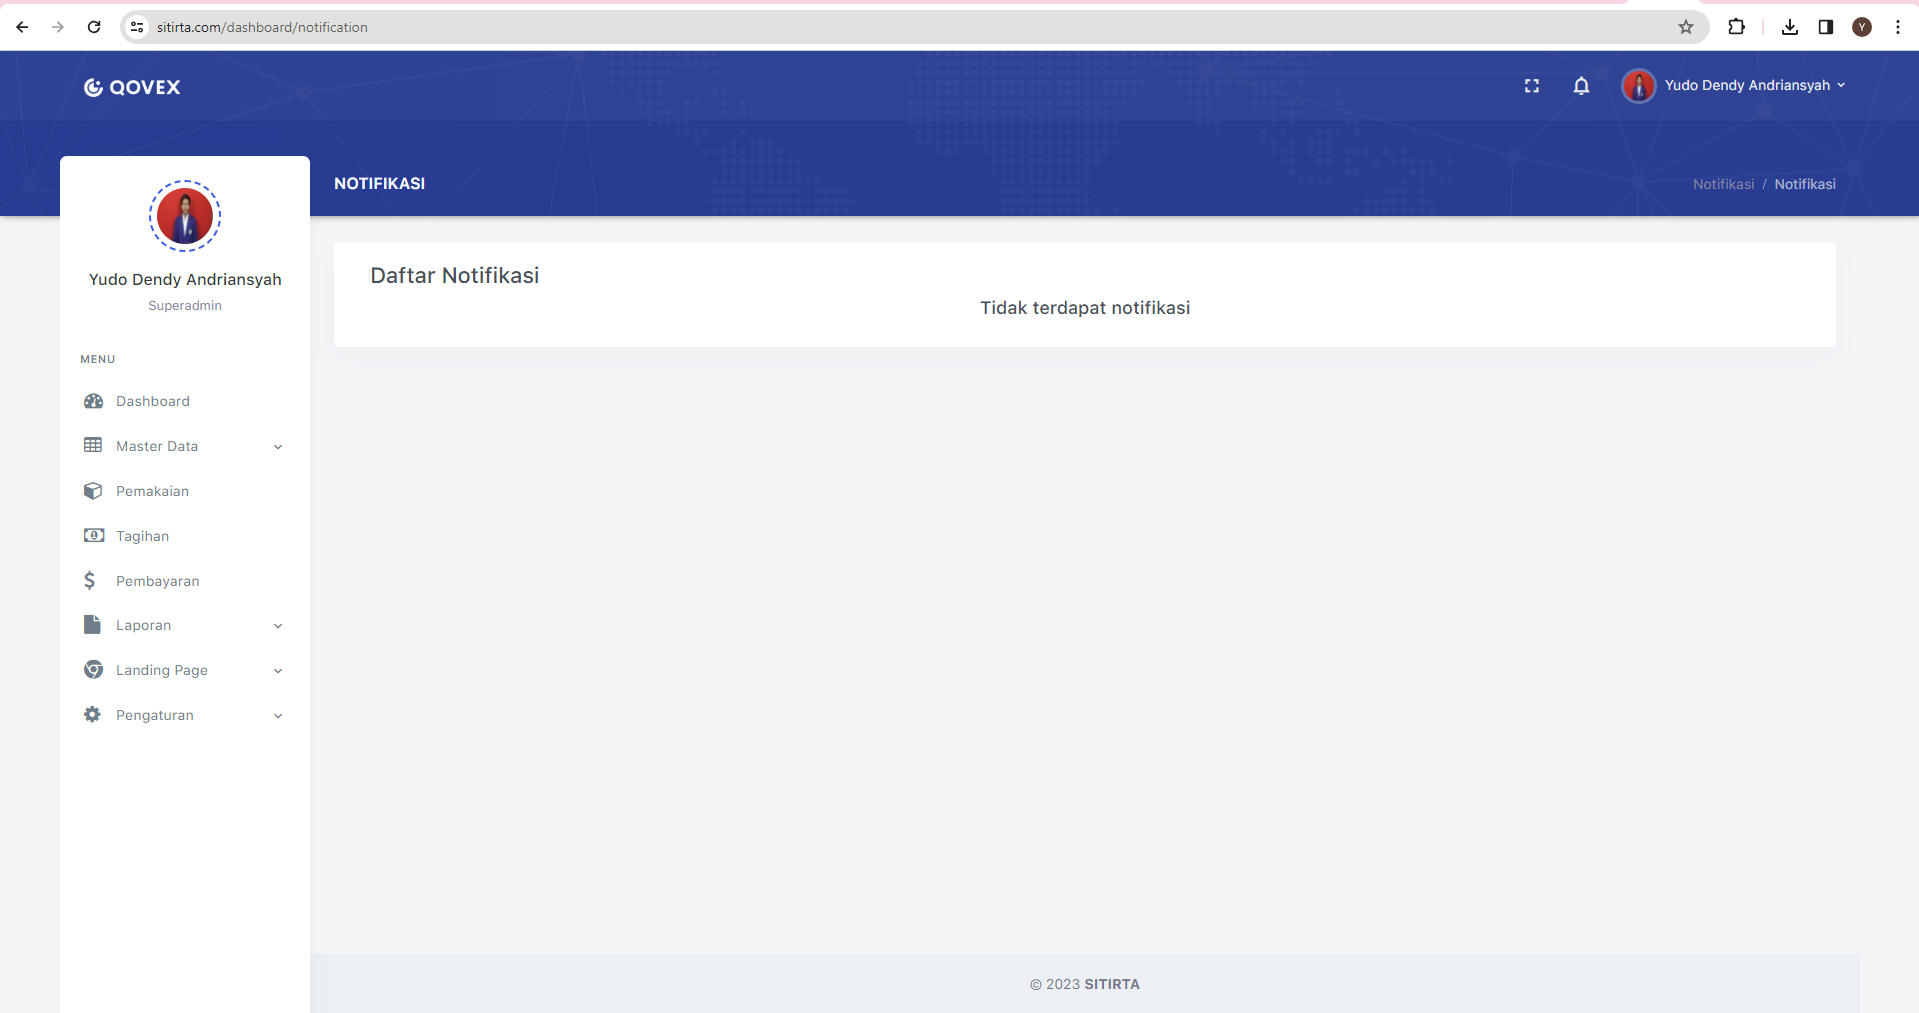 sitirta.com/dashboard/notification
Y
QOVEX
Yudo Dendy Andriansyah
NOTIFIKASI
Notifikasi / Notifikasi
Yudo Dendy Andriansyah
Superadmin
MENU
Dashboard
Master Data
Pemakaian
Tagihan
Pembayaran
Laporan
Landing Page
Pengaturan
Daftar Notifikasi
Tidak terdapat notifikasi
© 2023 SITIRTA